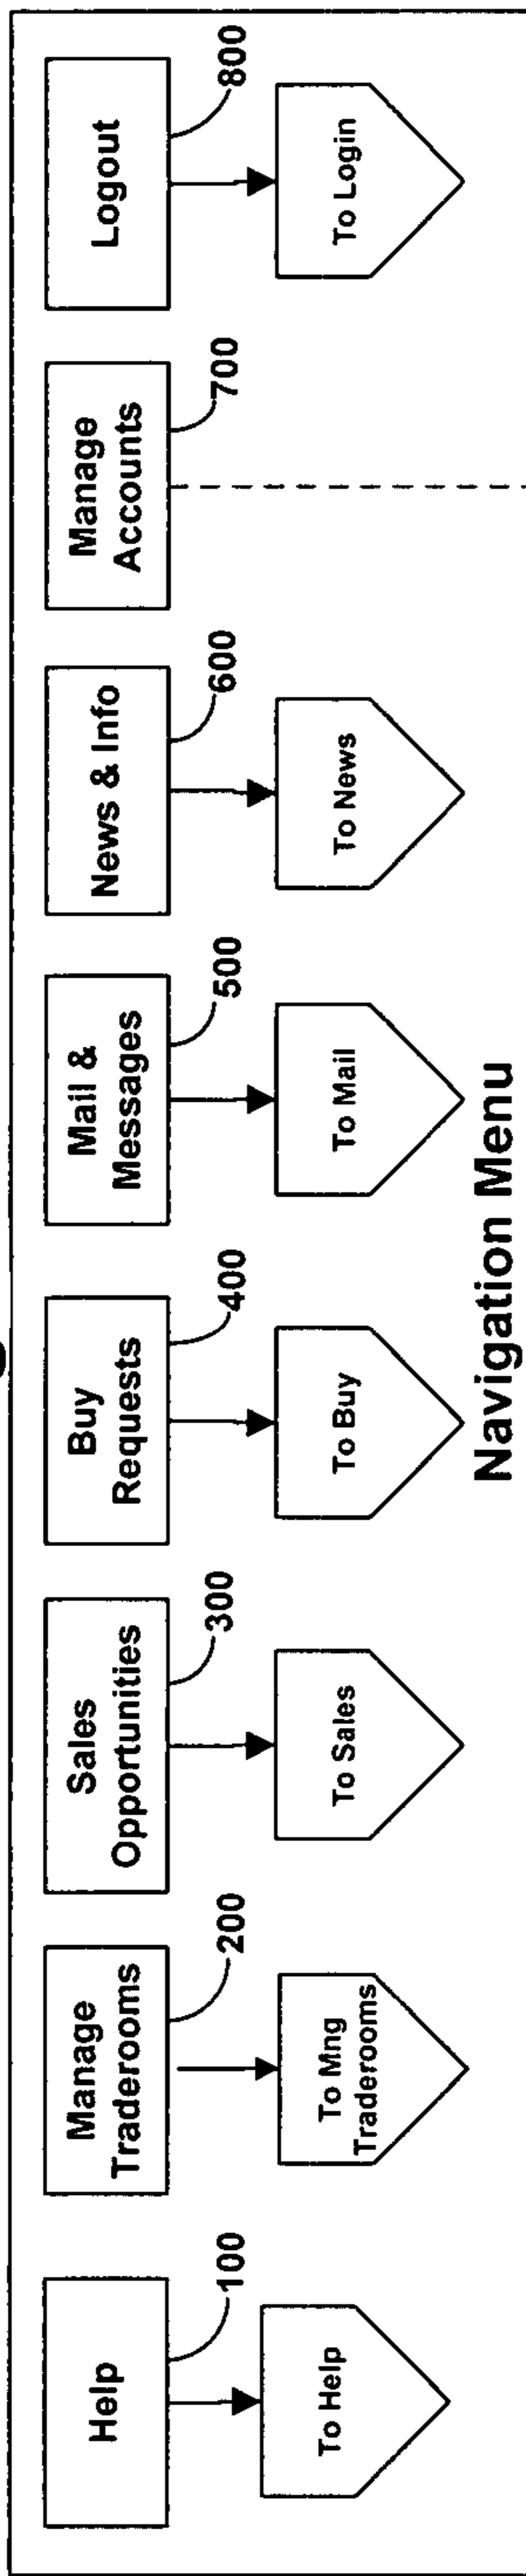 Help
100
To Help
Manage
Traderooms
200
To Mng
Traderooms
Sales
Opportunities
300
To Sales
Buy
Requests
400
To Buy
Mail &
Messages
500
To Mail
News & Info
600
To News
Manage
Accounts
700
Logout
800
To Login
Navigation Menu